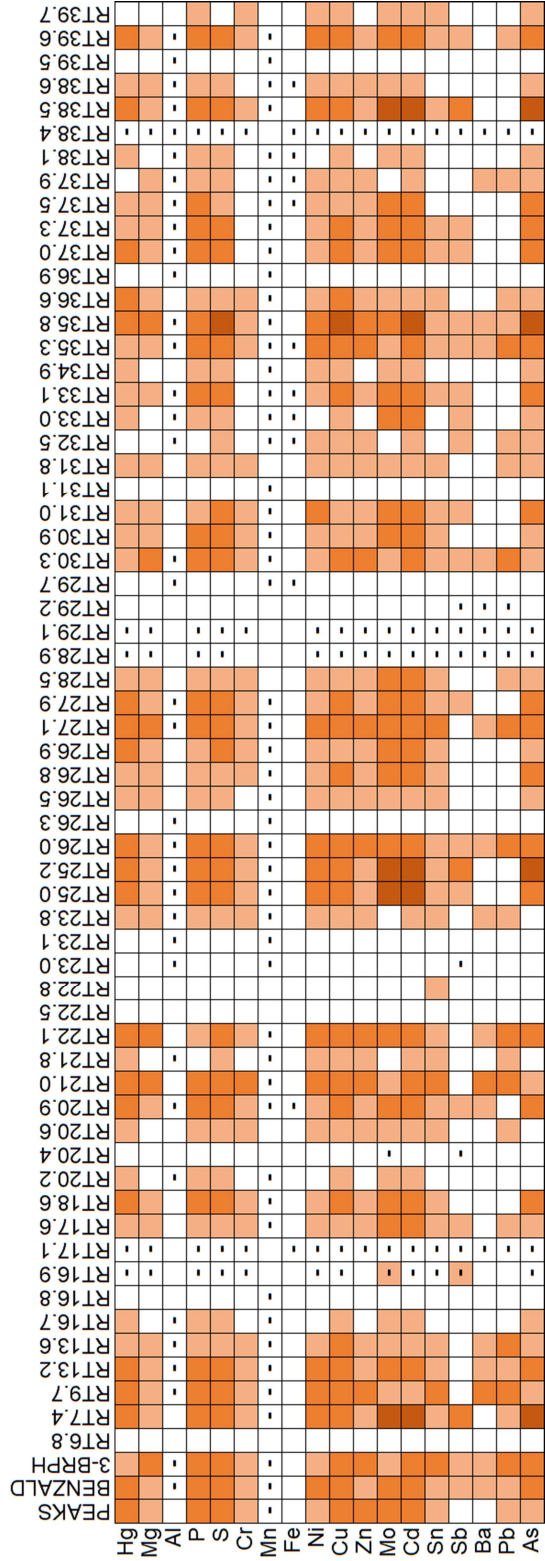 RT39.7
RT39.6
RT39.5
RT38.6
RT38.5
RT38.4
RT38.1
RT37.9
RT37.5
RT37.3
RT37.0
RT36.9
RT36.6
RT35.8
RT35.3
RT34.9
RT33.1
RT33.0
RT32.5
RT31.8
RT31.1
RT31.0
RT30.9
RT30.3
RT29.7
RT29.2
RT29.1
RT28.9
RT28.5
RT27.9
RT27.1
RT26.9
RT26.8
RT26.5
RT26.3
RT26.0
RT25.2
RT25.0
RT23.8
RT23.1
RT23.0
RT22.8
RT22.5
RT22.1
RT21.8
RT21.0
RT20.9
RT20.6
RT20.4
RT20.2
RT18.6
RT17.6
RT17.1
RT16.9
RT16.8
RT16.7
RT13.6
RT13.2
RT9.7
RT7.4
RT6.8
3-BRPH
BENZALD
PEAKS
Hg
Mg
Al
P
S
Cr
Mn
Fe
Ni
Cu
Zn
Mo
Cd
Sn
Sb
Ba
Pb
As